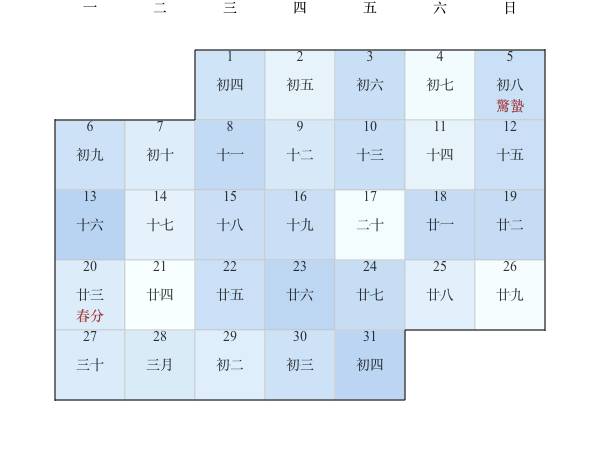 一 二 三 四 五 六 日
1 2 3 4 5
初四 初五 初六 初七 初八
驚蟄
6 7 8 9 10 11 12
初九 初十 十一 十二 十三 十四 十五
13 14 15 16 17 18 19
十六 十七 十八 十九 二十 廿一 廿二
20 21 22 23 24 25 26
廿三 廿四 廿五 廿六 廿七 廿八 廿九
春分
27 28 29 30 31
三十 三月 初二 初三 初四